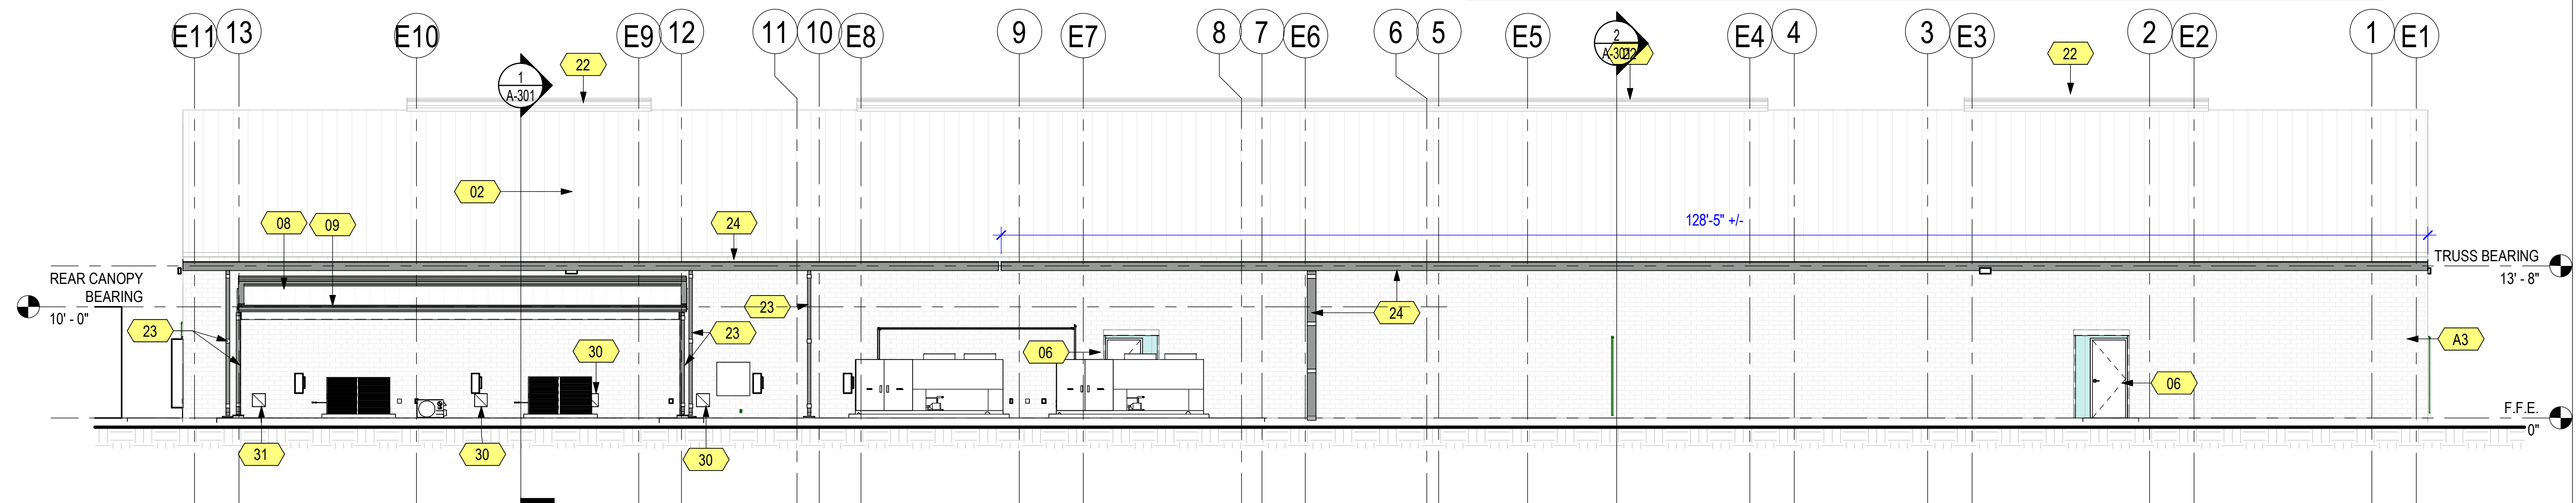 E11
13
E10
E9
12
11
10
E8
9
E7
8
7
E6
6
5
E5
E4
4
3
E3
2
E2
1
E1
1
A-301
22
2
A-301
22
22
02
08
09
24
128'-5" +/-
REAR CANOPY
BEARING
10' - 0"
TRUSS BEARING
13' - 8"
23
23
23
24
30
06
A3
06
F.F.E.
0"
31
30
30